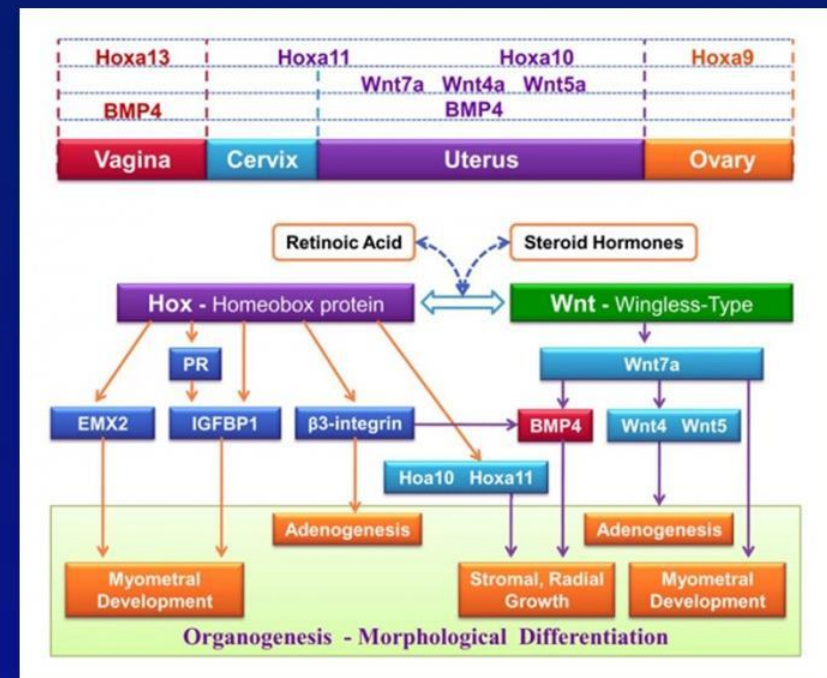 Hoxa13 Hoxa11 Hoxa10 Hoxa9
Wnt7a Wnt4a Wnt5a
BMP4 BMP4
Vagina Cervix Uterus Ovary
Retinoic Acid Steroid Hormones
Hox - Homeobox protein Wnt - Wingless-Type
PR Wnt7a
EMX2 IGFBP1 β3-integrin BMP4 Wnt4 Wnt5
Hoa10 Hoxa11
Adenogenesis Adenogenesis
Myometral Stromal, Radial Myometral
Development Growth Development
Organogenesis - Morphological Differentiation